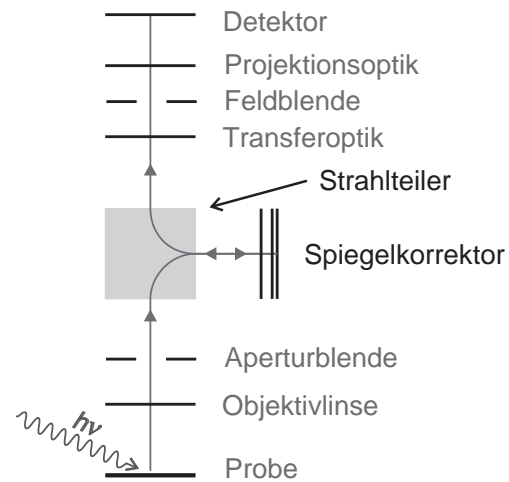 Detektor
Projektionsoptik
Feldblende
Transferoptik
Strahlteiler
Spiegelkorrektor
Aperturblende
Objektivlinse
hν
Probe